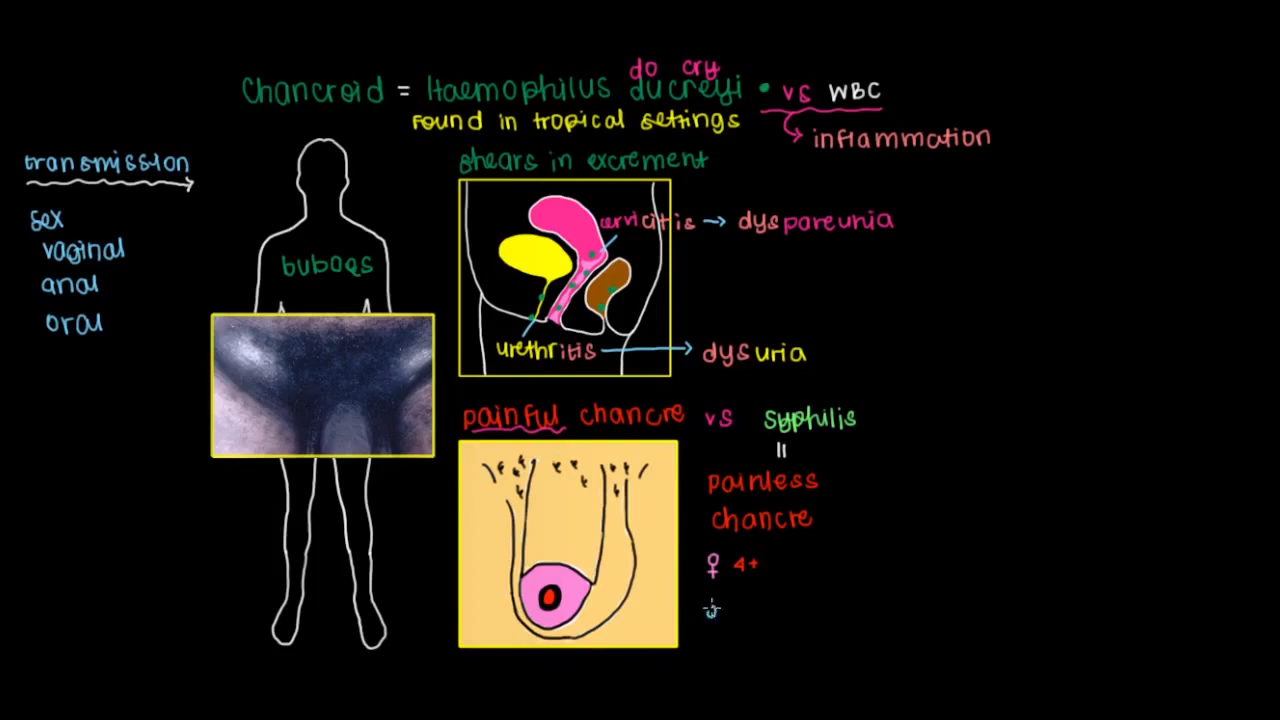 do cry
Chancroid = Haemophilus ducreyi • vs WBC
found in tropical settings
inflammation
transmission
shears in excrement
sex
vaginal
anal
oral
cervicitis → dyspareunia
buboes
urethritis → dysuria
painful chancre vs syphilis
=
painless
chancre
♀ 4+